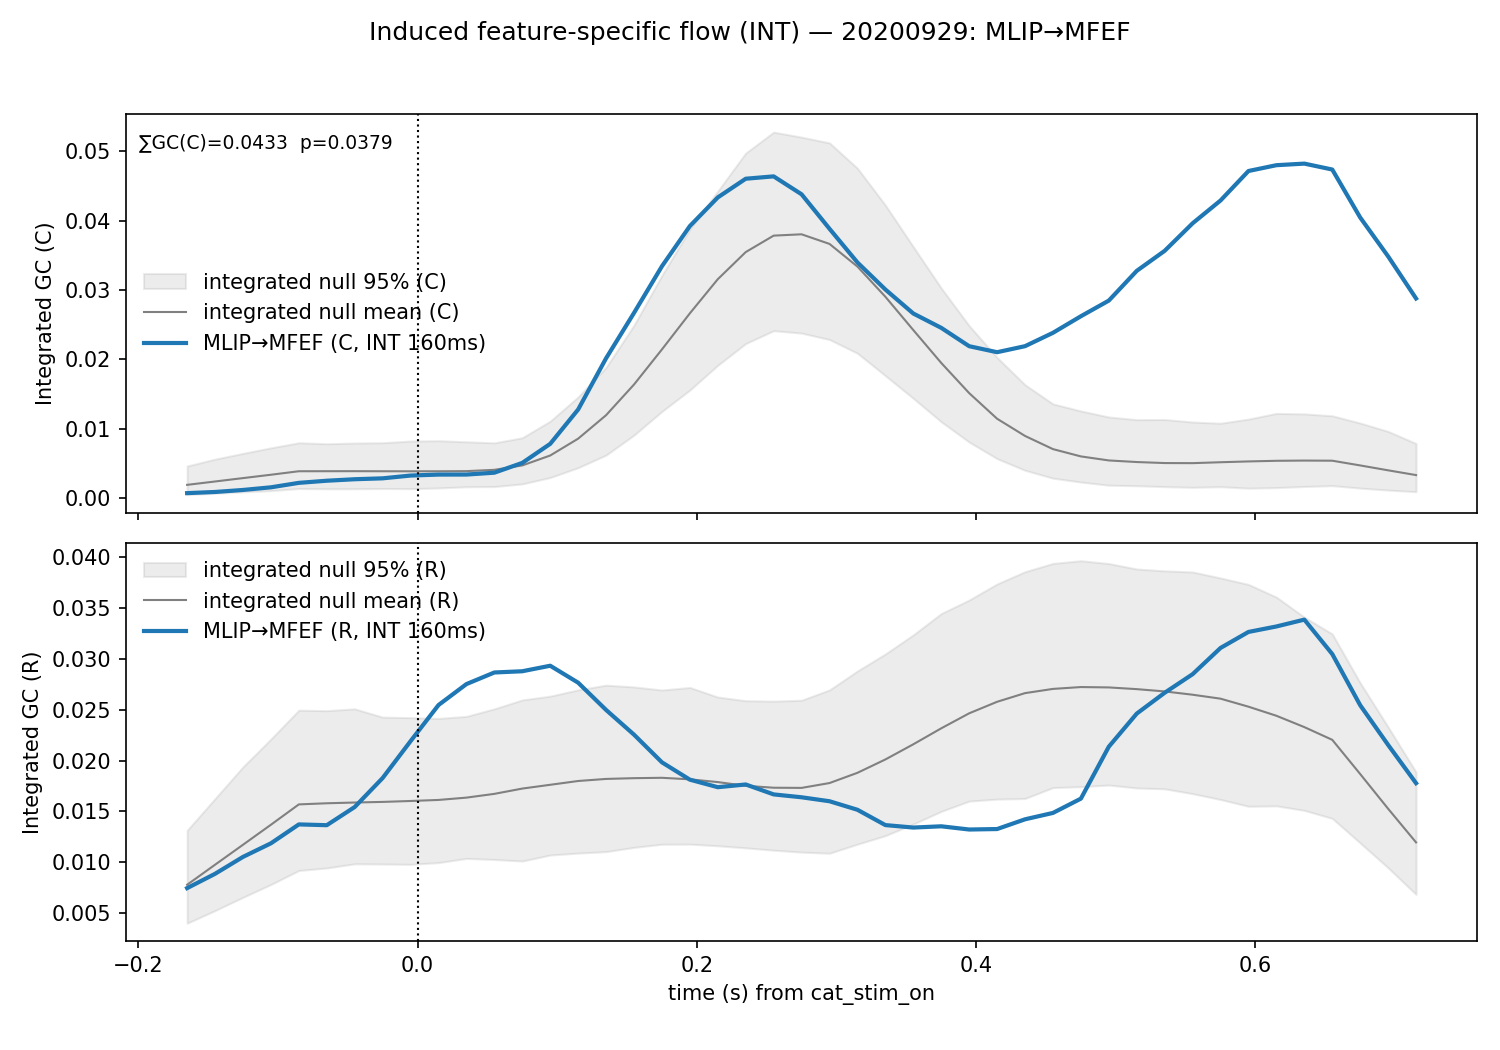 Induced feature-specific flow (INT) — 20200929: MLIP→MFEF
∑GC(C)=0.0433  p=0.0379
integrated null 95% (C)
integrated null mean (C)
MLIP→MFEF (C, INT 160ms)
Integrated GC (C)
0.05
0.04
0.03
0.02
0.01
0.00
integrated null 95% (R)
integrated null mean (R)
MLIP→MFEF (R, INT 160ms)
Integrated GC (R)
0.040
0.035
0.030
0.025
0.020
0.015
0.010
0.005
−0.2
0.0
0.2
0.4
0.6
time (s) from cat_stim_on